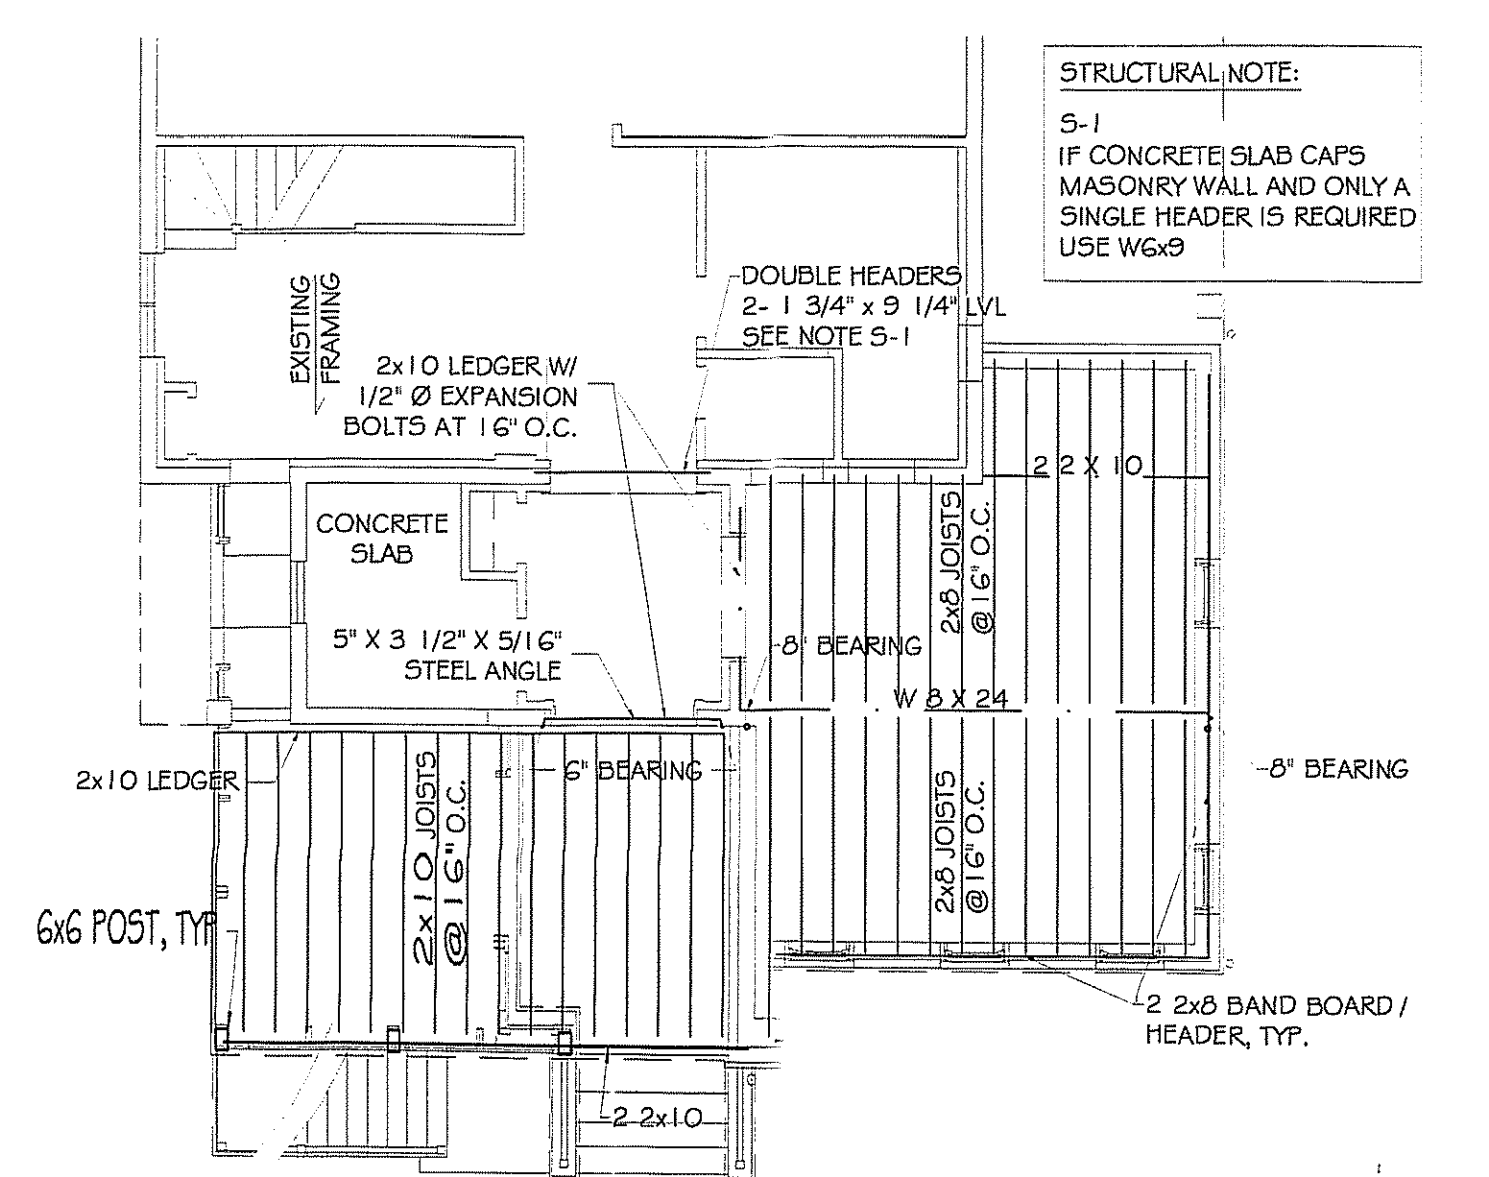 STRUCTURAL NOTE:
S-1
IF CONCRETE SLAB CAPS
MASONRY WALL AND ONLY A
SINGLE HEADER IS REQUIRED
USE W6x9
DOUBLE HEADERS
2- 1 3/4" x 9 1/4" LVL
SEE NOTE S-1
EXISTING
FRAMING
2x10 LEDGER W/
1/2" Ø EXPANSION
BOLTS AT 16" O.C.
2 2 X 10
CONCRETE
SLAB
2x8 JOISTS
@16" O.C.
5" X 3 1/2" X 5/16"
STEEL ANGLE
8" BEARING
W 8 X 24
2x10 LEDGER
6" BEARING
8" BEARING
2x10 JOISTS
@16" O.C.
2x8 JOISTS
@16" O.C.
6x6 POST, TYP
2 2x8 BAND BOARD /
HEADER, TYP.
2 2x10